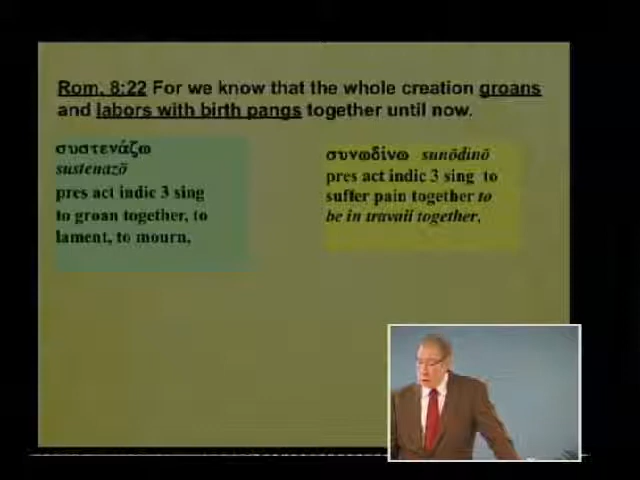 Rom. 8:22 For we know that the whole creation groans
and labors with birth pangs together until now.
συστενάζω
sustenazō
pres act indic 3 sing
to groan together, to
lament, to mourn,
συνωδίνω sunōdinō
pres act indic 3 sing to
suffer pain together to
be in travail together,